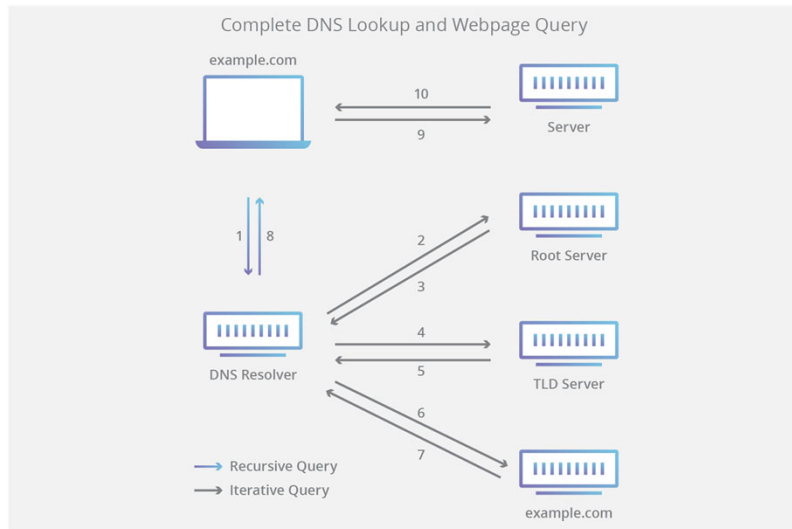 Complete DNS Lookup and Webpage Query
example.com
10
9
Server
1
8
2
3
Root Server
DNS Resolver
4
5
TLD Server
6
7
example.com
Recursive Query
Iterative Query